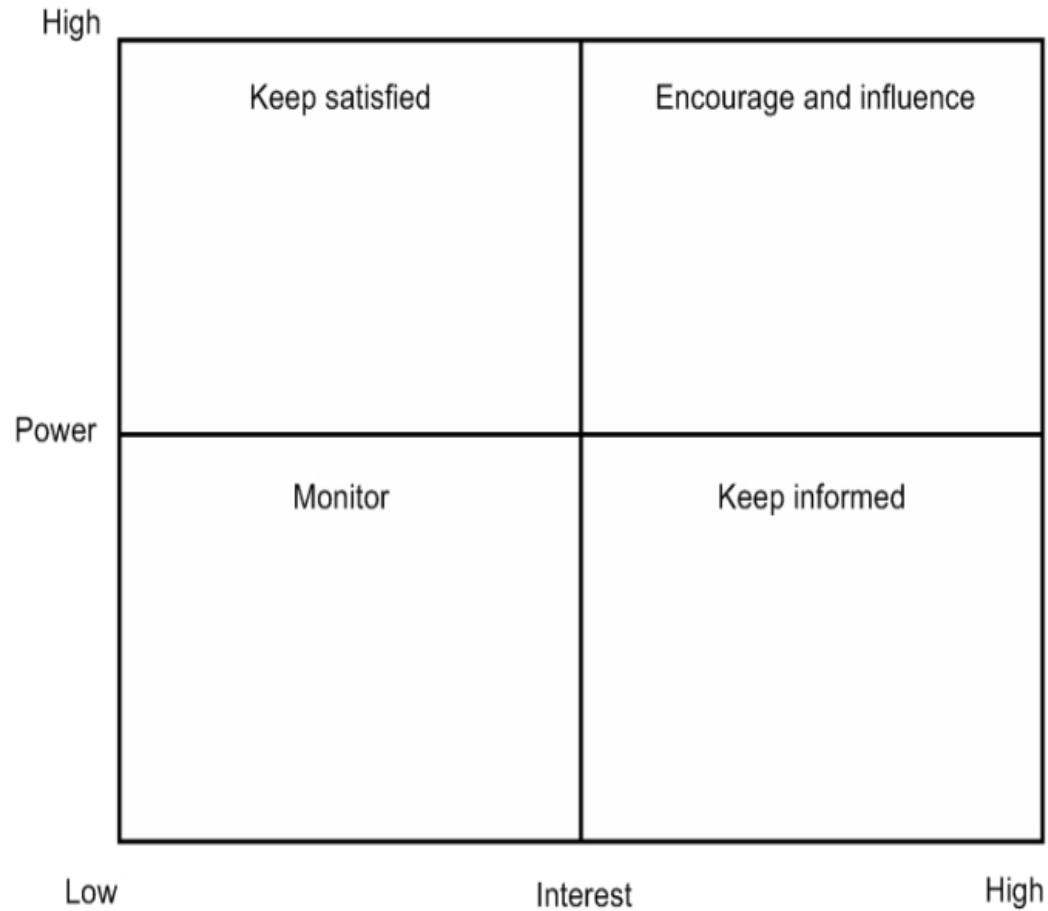 High
Keep satisfied
Encourage and influence
Power
Monitor
Keep informed
Low
Interest
High